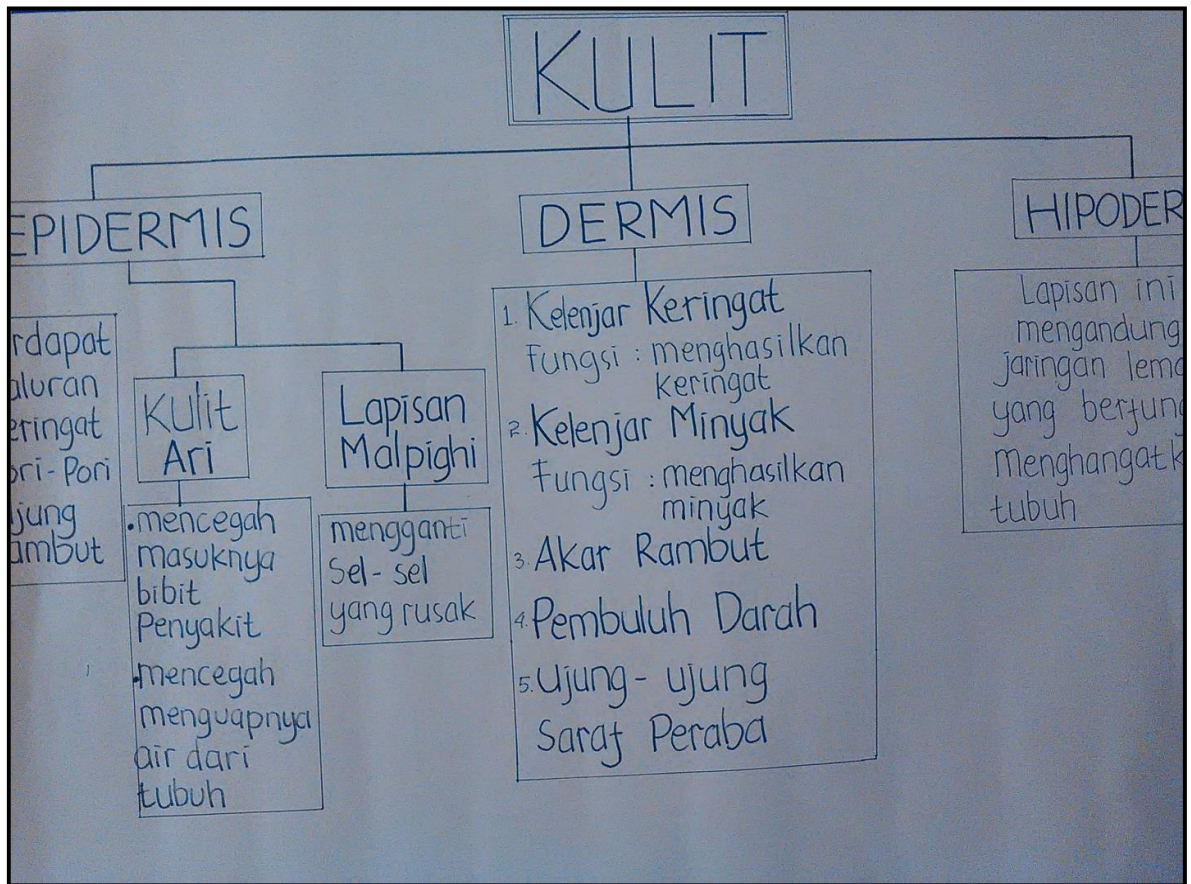 KULIT
EPIDERMIS
rdapat
aluran
eringat
ori-Pori
jung
ambut
Kulit
Ari
.mencegah
masuknya
bibit
Penyakit
.mencegah
menguapnya
air dari
tubuh
Lapisan
Malpighi
mengganti
Sel-sel
yang rusak
DERMIS
1. Kelenjar Keringat
Fungsi : menghasilkan
keringat
2. Kelenjar Minyak
Fungsi : menghasilkan
minyak
3. Akar Rambut
4. Pembuluh Darah
5. Ujung-ujung
Saraf Peraba
HIPODER
Lapisan ini
mengandung
jaringan lema
yang berfung
menghangatk
tubuh